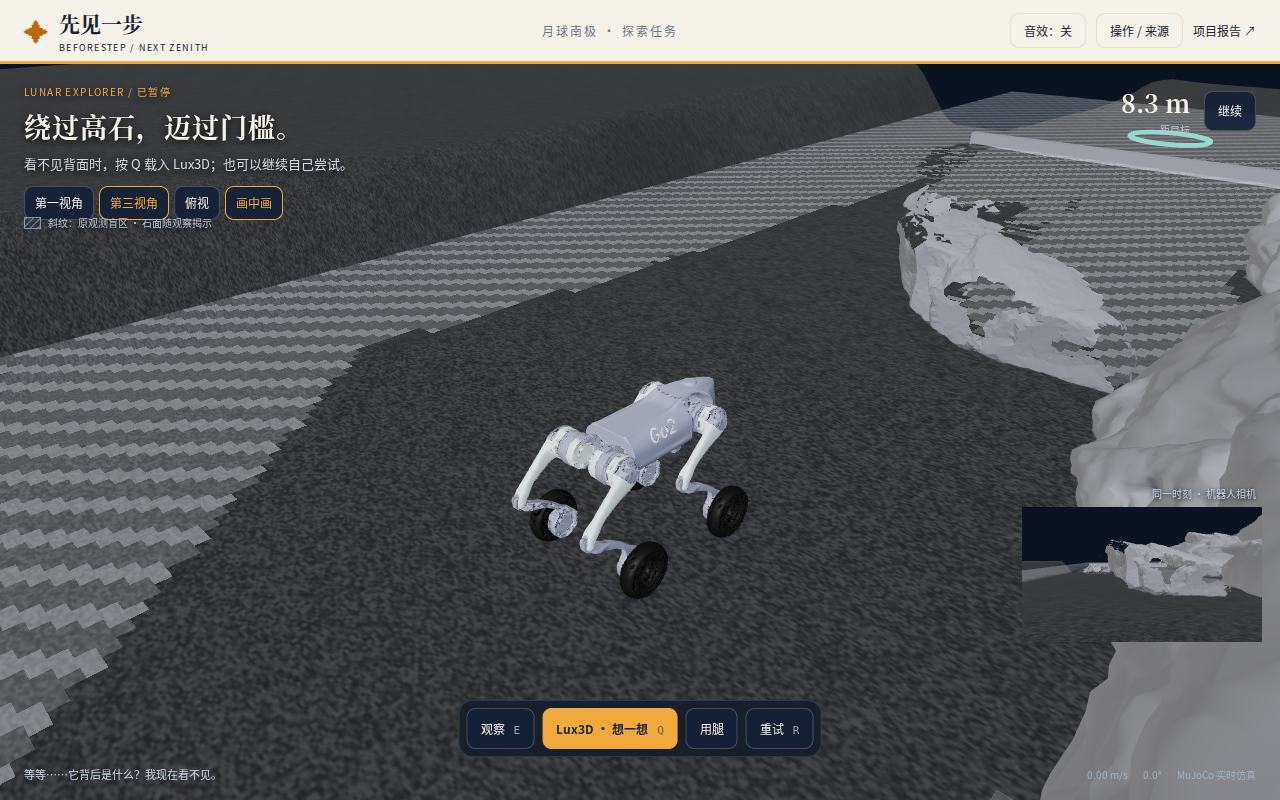 先见一步
BEFORESTEP / NEXT ZENITH
月球南极 · 探索任务
音效：关
操作 / 来源
项目报告 ↗
LUNAR EXPLORER / 已暂停
绕过高石，迈过门槛。
看不见背面时，按 Q 载入 Lux3D；也可以继续自己尝试。
第一视角
第三视角
俯视
画中画
斜纹：原观测盲区 · 石面随观察揭示
8.3 m
距目标
继续
Go2
同一时刻 · 机器人相机
观察 E
Lux3D · 想一想 Q
用腿
重试 R
等等……它背后是什么？我现在看不见。
0.00 m/s 0.0° MuJoCo 实时仿真